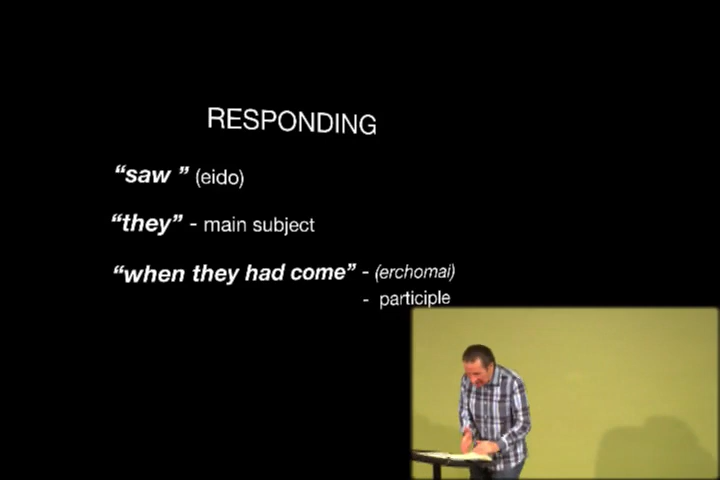 RESPONDING
“saw ” (eido)
“they” - main subject
“when they had come” - (erchomai)
- participle